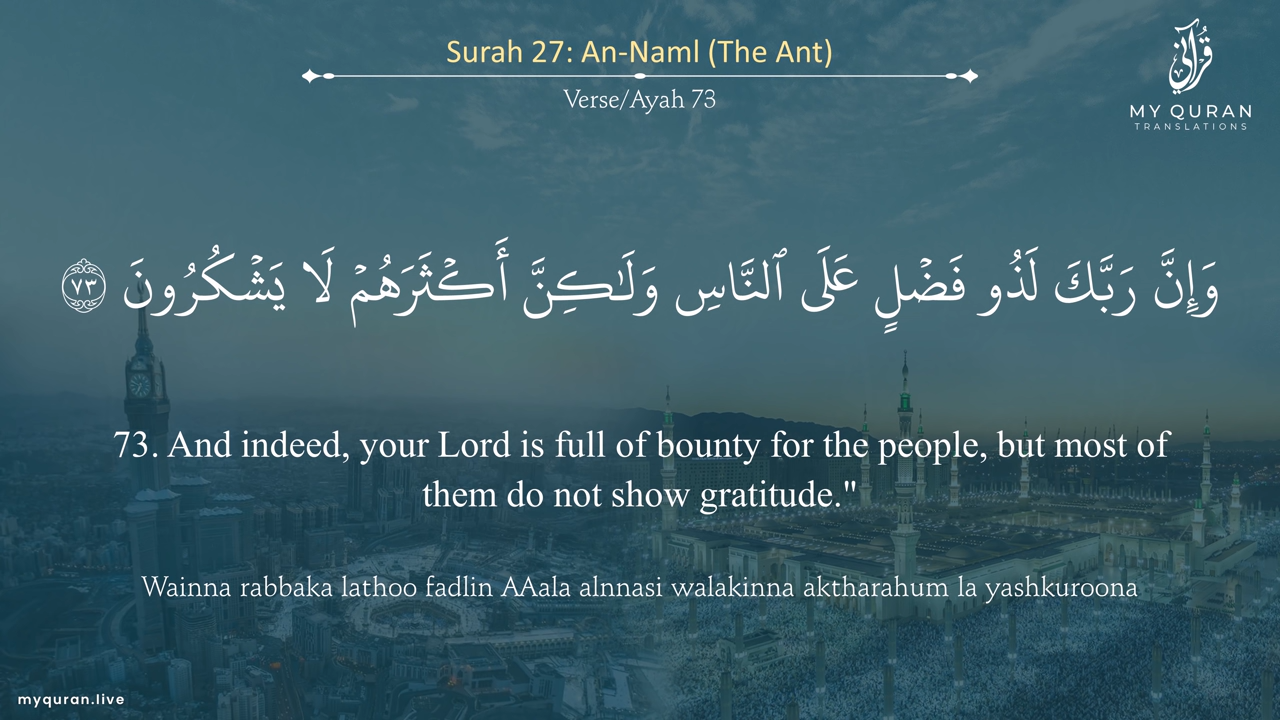 Surah 27: An-Naml (The Ant)
Verse/Ayah 73
قُرْآنِي
MY QURAN
TRANSLATIONS
وَإِنَّ رَبَّكَ لَذُو فَضْلٍ عَلَى ٱلنَّاسِ وَلَـٰكِنَّ أَكْثَرَهُمْ لَا يَشْكُرُونَ ٧٣
73. And indeed, your Lord is full of bounty for the people, but most of
them do not show gratitude."
Wainna rabbaka lathoo fadlin AAala alnnasi walakinna aktharahum la yashkuroona
myquran.live